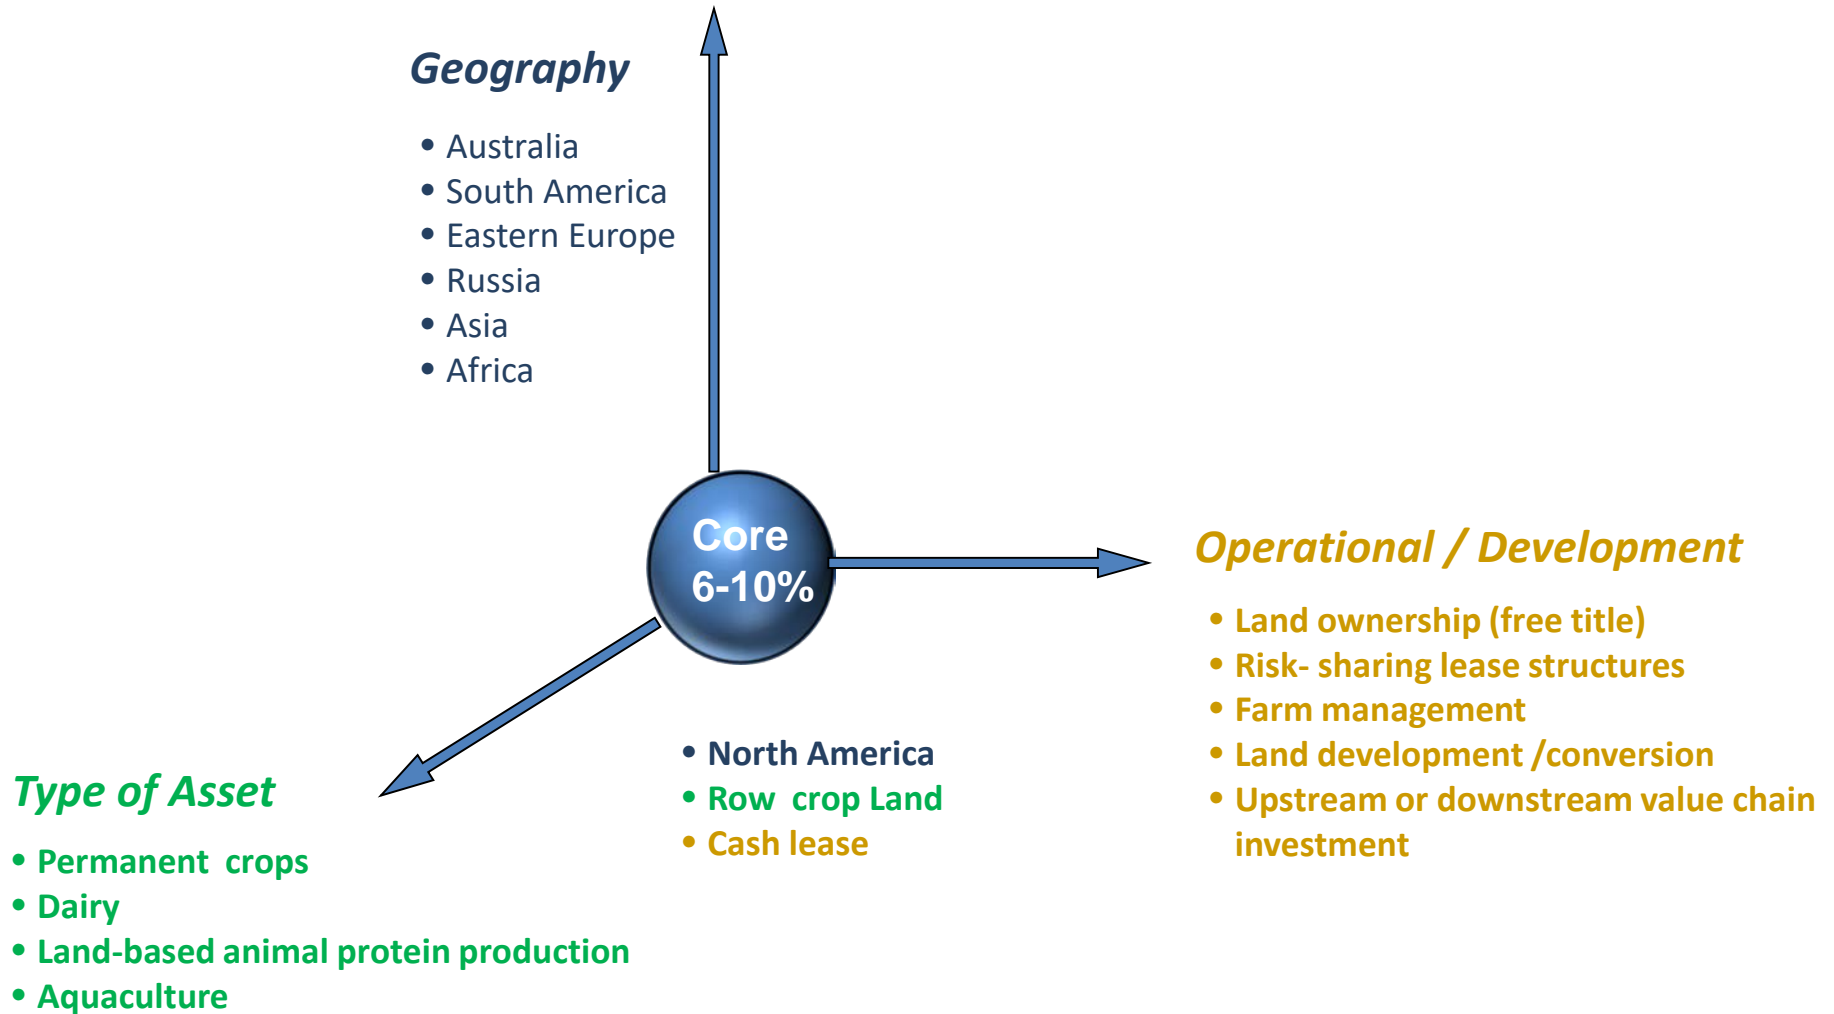 Geography
• Australia
• South America
• Eastern Europe
• Russia
• Asia
• Africa
Core
6-10%
Operational / Development
• Land ownership (free title)
• Risk- sharing lease structures
• Farm management
• Land development /conversion
• Upstream or downstream value chain
investment
• North America
• Row  crop Land
• Cash lease
Type of Asset
• Permanent  crops
• Dairy
• Land-based animal protein production
• Aquaculture